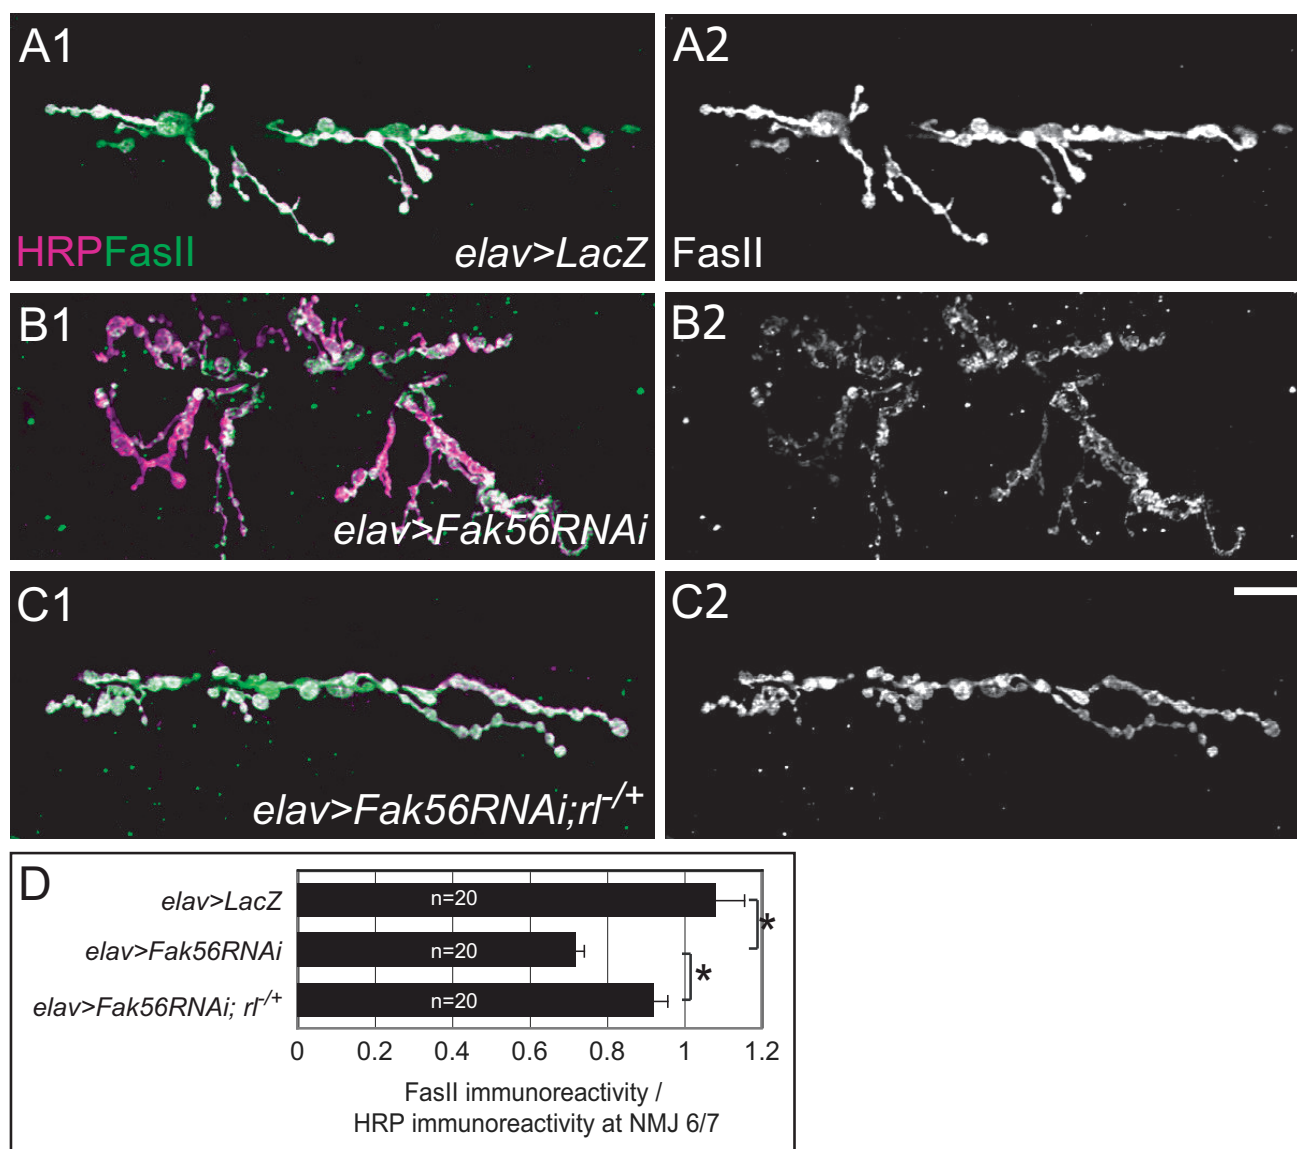 A1
A2
HRPFasII
elav>LacZ
FasII
B1
B2
elav>Fak56RNAi
C1
C2
elav>Fak56RNAi;rl-/+
D
elav>LacZ
n=20
*
elav>Fak56RNAi
n=20
*
elav>Fak56RNAi; rl-/+
n=20
0 0.2 0.4 0.6 0.8 1 1.2
FasII immunoreactivity /
HRP immunoreactivity at NMJ 6/7